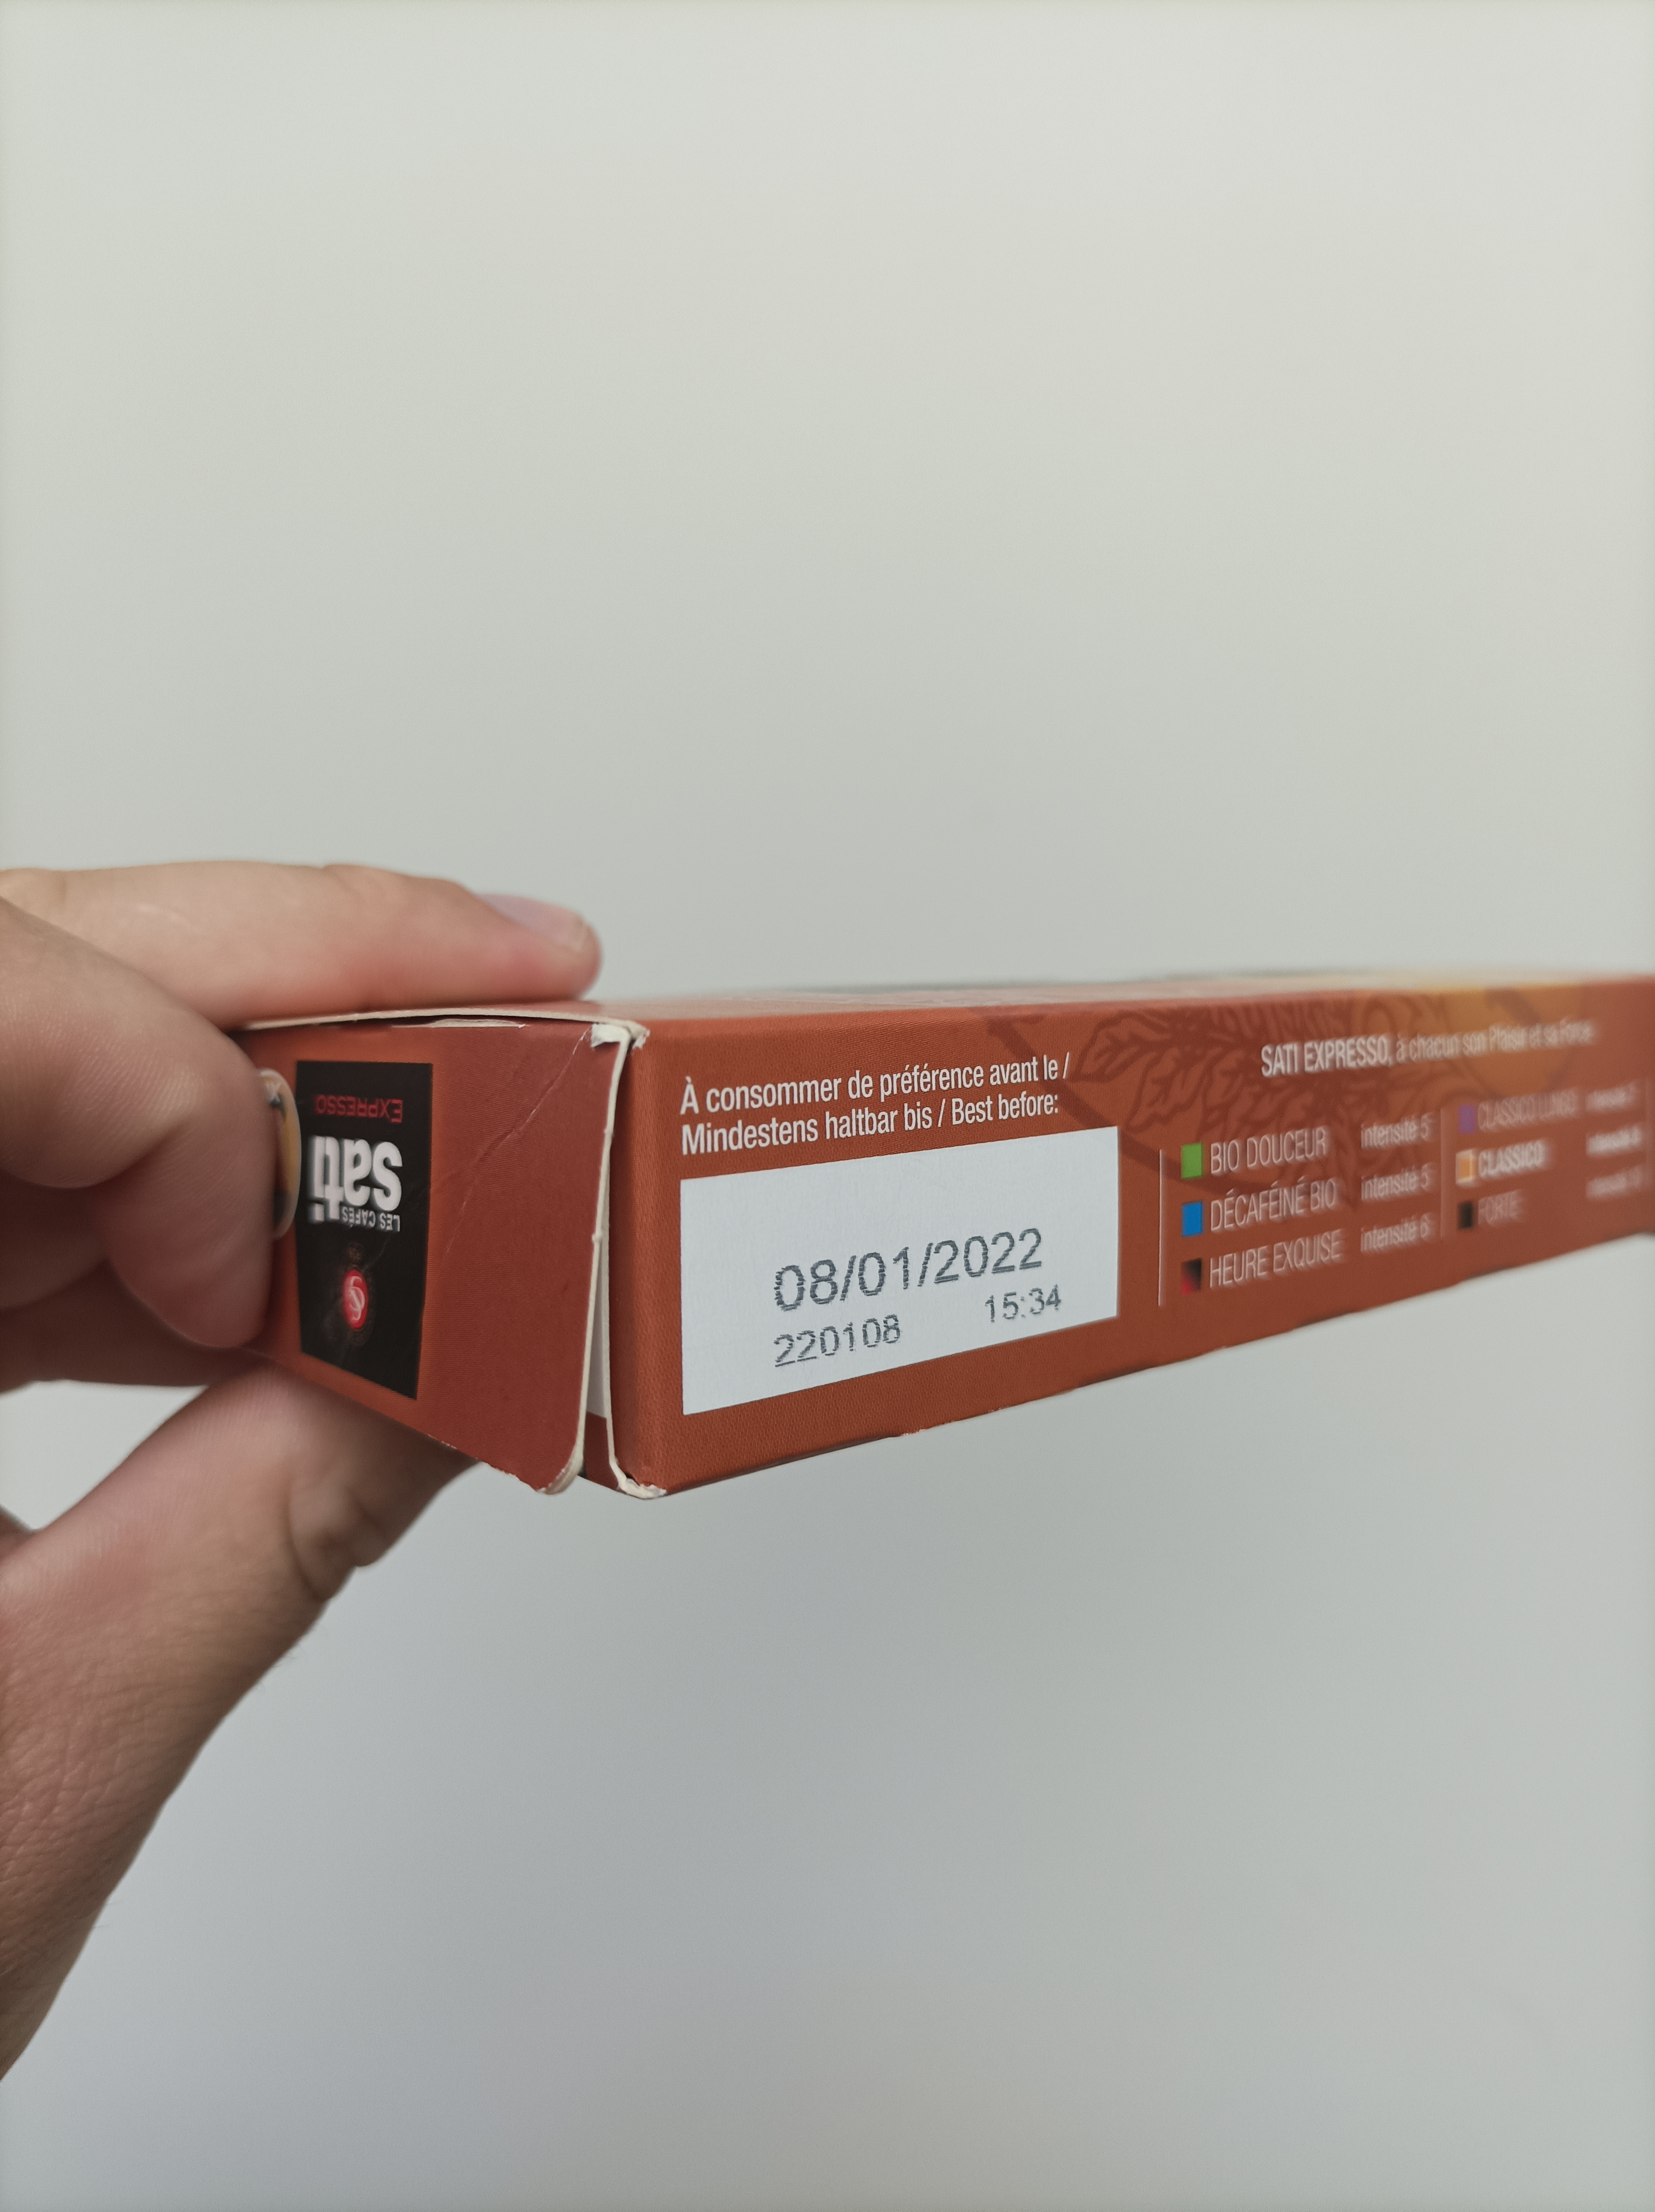 LES CAFÉS
sati
EXPRESSO
À consommer de préférence avant le /
Mindestens haltbar bis / Best before:
08/01/2022
220108 15:34
SATI EXPRESSO, à chacun son Plaisir et sa Force
BIO DOUCEUR intensité 5
DÉCAFÉINÉ BIO intensité 5
HEURE EXQUISE intensité 6
CLASSICO LUNGO
CLASSICO
FORTE